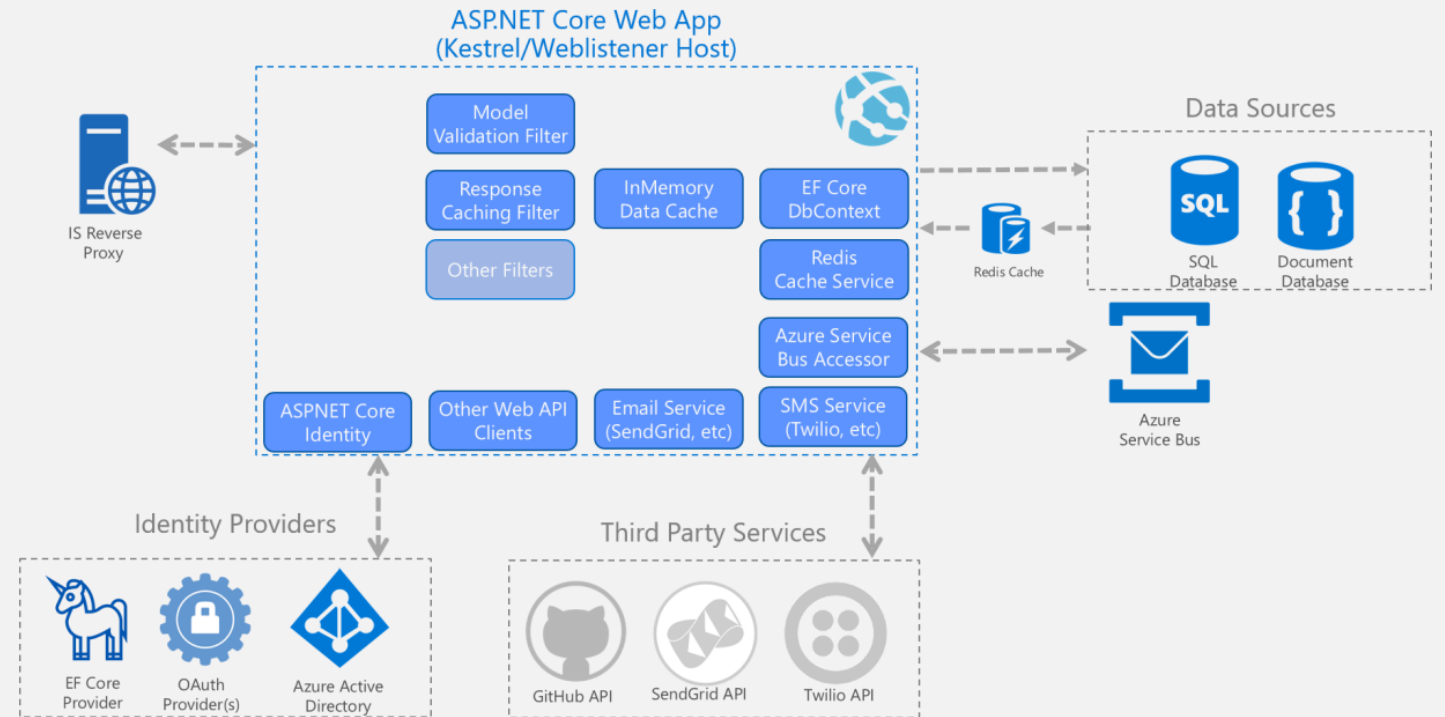 ASP.NET Core Web App
(Kestrel/Weblistener Host)
Model
Validation Filter
Response
Caching Filter
Other Filters
InMemory
Data Cache
EF Core
DbContext
Redis
Cache Service
Azure Service
Bus Accessor
ASPNET Core
Identity
Other Web API
Clients
Email Service
(SendGrid, etc)
SMS Service
(Twilio, etc)
IS Reverse
Proxy
Data Sources
SQL
SQL
Database
{ }
Document
Database
Redis Cache
Azure
Service Bus
Identity Providers
EF Core
Provider
OAuth
Provider(s)
Azure Active
Directory
Third Party Services
GitHub API
SendGrid API
Twilio API